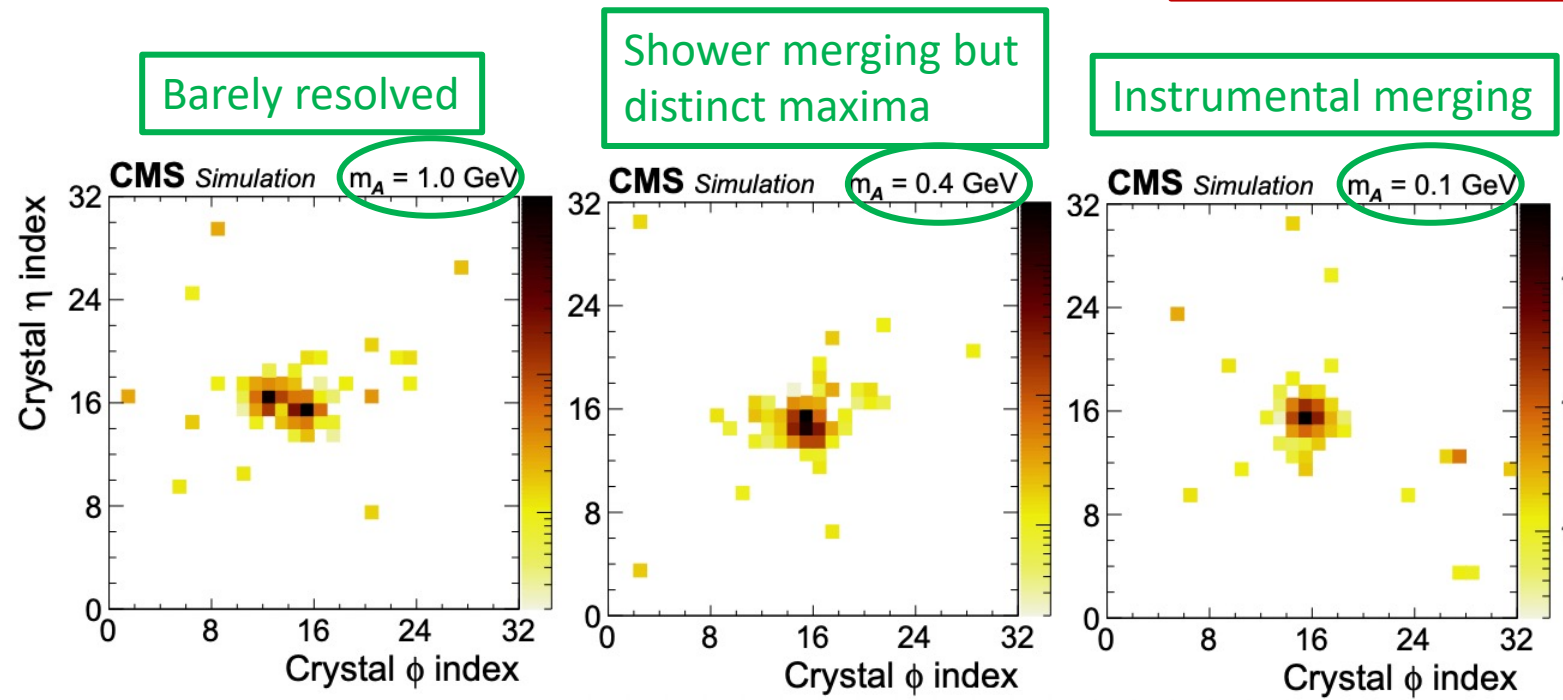 Barely resolved
Shower merging but
distinct maxima
Instrumental merging
CMS Simulation m_A = 1.0 GeV
CMS Simulation m_A = 0.4 GeV
CMS Simulation m_A = 0.1 GeV
Crystal η index
32
24
16
8
0
0 8 16 24 32
Crystal ϕ index
32
24
16
8
0
0 8 16 24 32
Crystal ϕ index
32
24
16
8
0
0 8 16 24 32
Crystal ϕ index